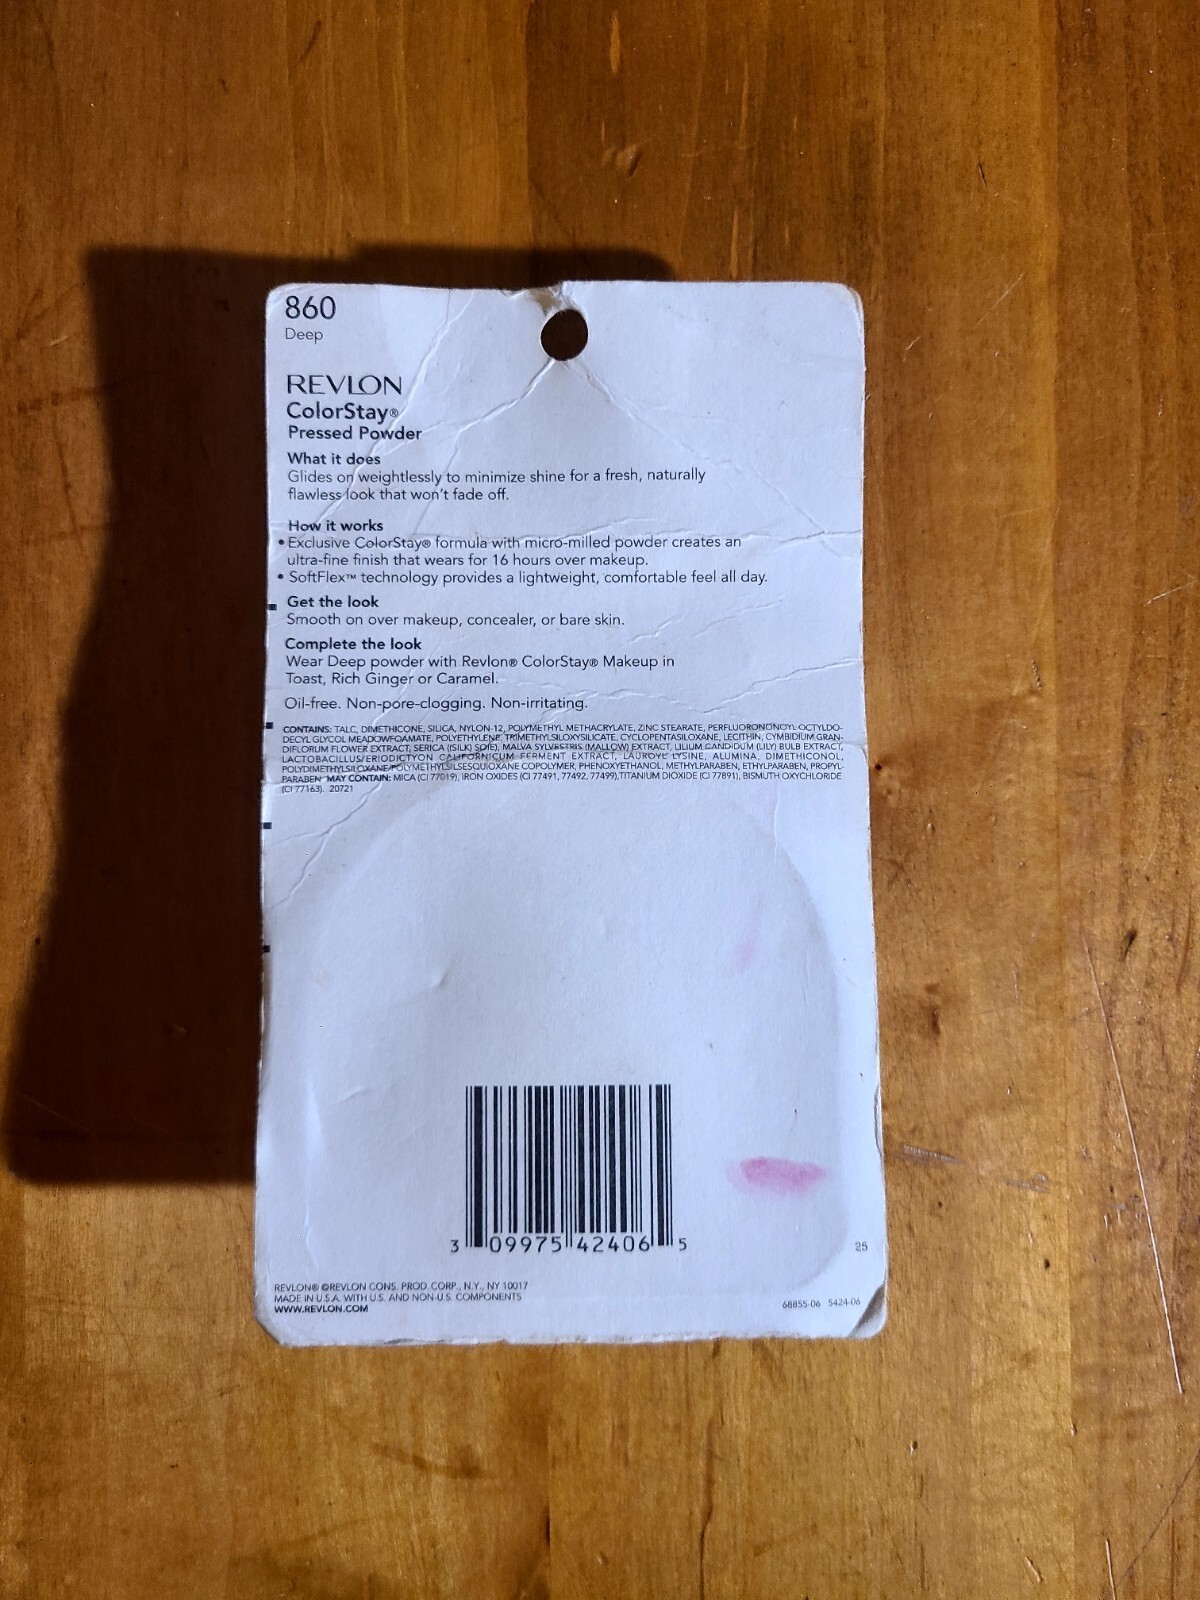 860
Deep
REVLON
ColorStay®
Pressed Powder
What it does
Glides on weightlessly to minimize shine for a fresh, naturally
flawless look that won't fade off.
How it works
• Exclusive ColorStay® formula with micro-milled powder creates an
ultra-fine finish that wears for 16 hours over makeup.
• SoftFlex™ technology provides a lightweight, comfortable feel all day.
Get the look
Smooth on over makeup, concealer, or bare skin.
Complete the look
Wear Deep powder with Revlon® ColorStay® Makeup in
Toast, Rich Ginger or Caramel.
Oil-free. Non-pore-clogging. Non-irritating.
CONTAINS: TALC, DIMETHICONE, SILICA, NYLON-12, POLYMETHYL METHACRYLATE, ZINC STEARATE, PERFLUORONONYL OCTYLDO-
DECYL GLYCOL MEADOWFOAMATE, POLYETHYLENE, TRIMETHYLSILOXYSILICATE, CYCLOPENTASILOXANE, LECITHIN, CYMBIDIUM GRAN-
DIFLORUM FLOWER EXTRACT, SERICA ((SILK) SOIE), MALVA SYLVESTRIS (MALLOW) EXTRACT, LILIUM CANDIDUM (LILY) BULB EXTRACT,
LACTOBACILLUS/ERIODICTYON CALIFORNICUM FERMENT EXTRACT, LAUROYL LYSINE, ALUMINA, DIMETHICONOL,
POLYDIMETHYLSILOXANE/POLYMETHYLSILSESQUIOXANE COPOLYMER, PHENOXYETHANOL, METHYLPARABEN, ETHYLPARABEN, PROPYL-
PARABEN MAY CONTAIN: MICA (CI 77019), IRON OXIDES (CI 77491, 77492, 77499), TITANIUM DIOXIDE (CI 77891), BISMUTH OXYCHLORIDE
(CI 77163). 20721
3 09975 42406 5
25
REVLON® ©REVLON CONS. PROD. CORP., N.Y., NY 10017
MADE IN U.S.A. WITH U.S. AND NON-U.S. COMPONENTS
WWW.REVLON.COM
68855-06 5424-06